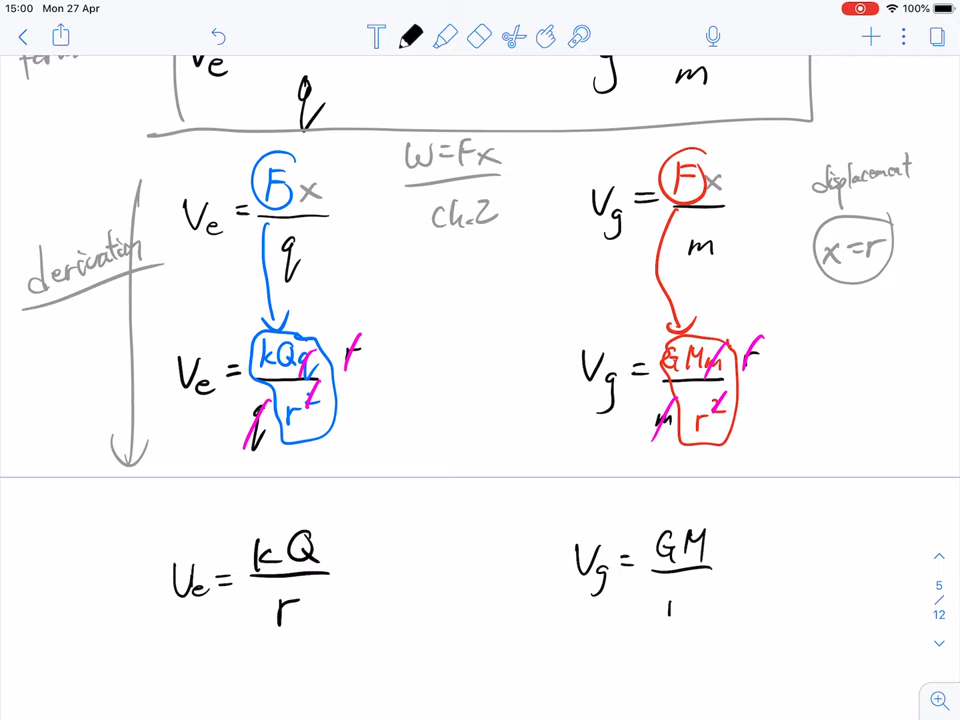 15:00 Mon 27 Apr 100%
Ve
q
g
m
W=Fx
ch.2
Ve = Fx
q
Vg = Fx
m
displacement
x=r
derivation
Ve = kQq r
q r²
Vg = GMm r
m r²
Ve = kQ
r
Vg = GM
5
/
12